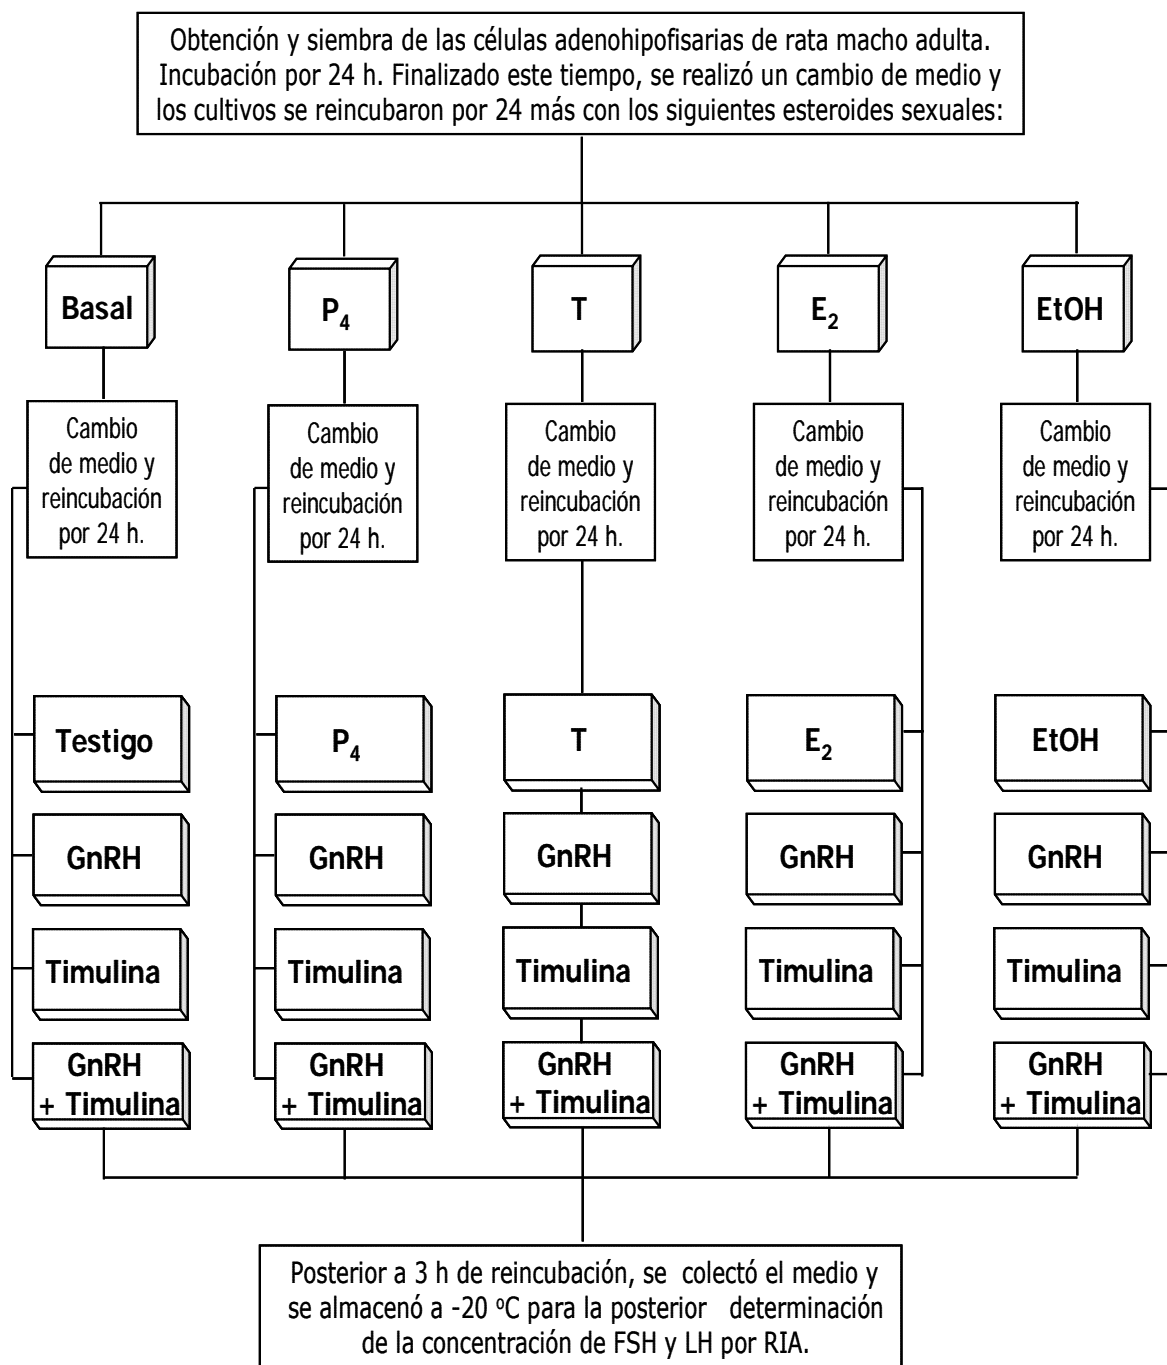 Obtención y siembra de las células adenohipofisarias de rata macho adulta.
Incubación por 24 h. Finalizado este tiempo, se realizó un cambio de medio y
los cultivos se reincubaron por 24 más con los siguientes esteroides sexuales:
Basal
P4
T
E2
EtOH
Cambio
de medio y
reincubación
por 24 h.
Cambio
de medio y
reincubación
por 24 h.
Cambio
de medio y
reincubación
por 24 h.
Cambio
de medio y
reincubación
por 24 h.
Cambio
de medio y
reincubación
por 24 h.
Testigo
P4
T
E2
EtOH
GnRH
GnRH
GnRH
GnRH
GnRH
Timulina
Timulina
Timulina
Timulina
Timulina
GnRH
+ Timulina
GnRH
+ Timulina
GnRH
+ Timulina
GnRH
+ Timulina
GnRH
+ Timulina
Posterior a 3 h de reincubación, se colectó el medio y
se almacenó a -20 ºC para la posterior determinación
de la concentración de FSH y LH por RIA.